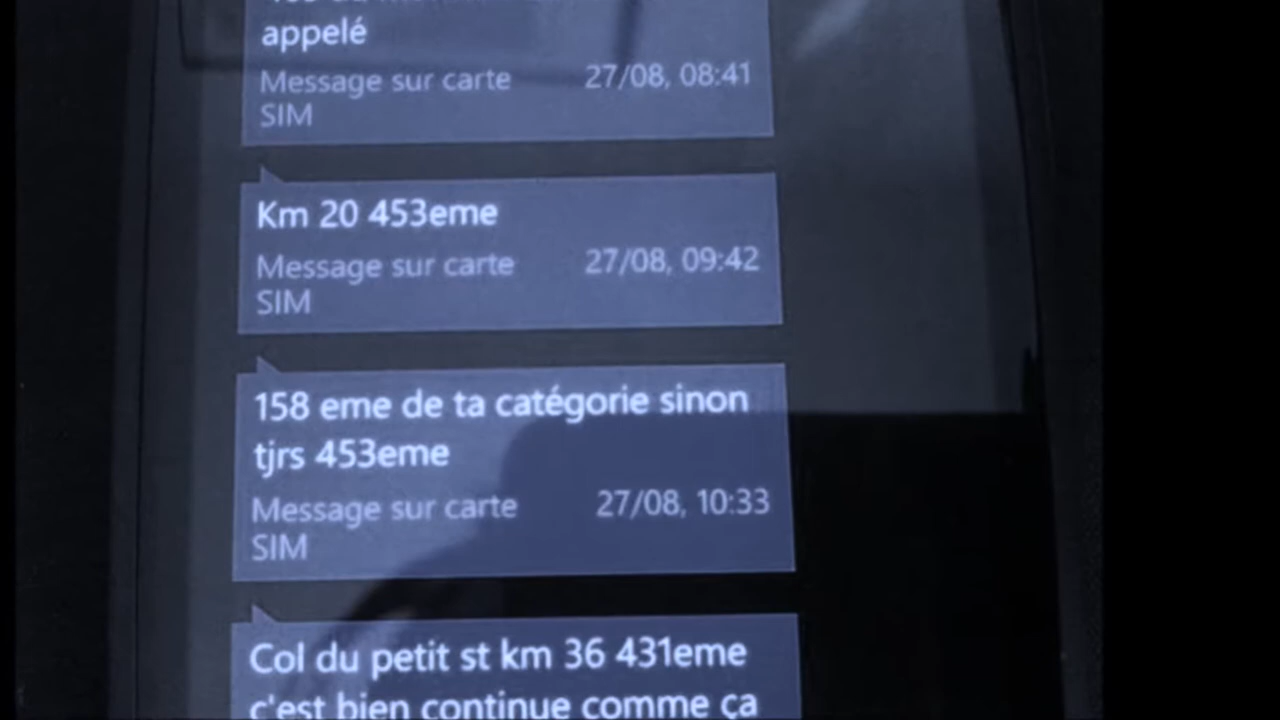 appelé
Message sur carte 27/08, 08:41
SIM
Km 20 453eme
Message sur carte 27/08, 09:42
SIM
158 eme de ta catégorie sinon
tjrs 453eme
Message sur carte 27/08, 10:33
SIM
Col du petit st km 36 431eme
c'est bien continue comme ça